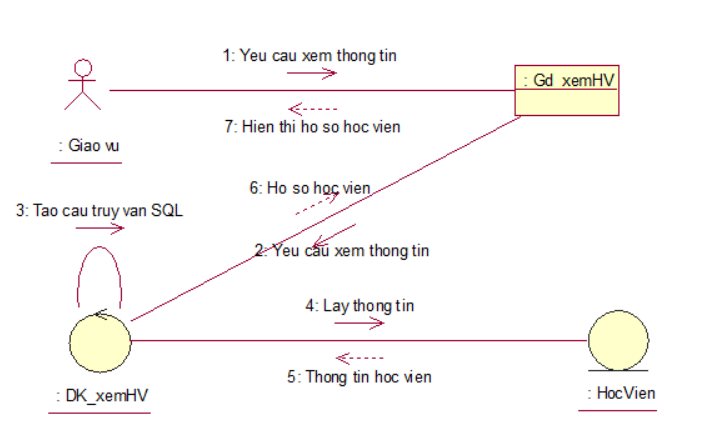 1: Yeu cau xem thong tin
: Gd_xemHV
7: Hien thi ho so hoc vien
: Giao vu
6: Ho so hoc vien
3: Tao cau truy van SQL
2: Yeu cau xem thong tin
4: Lay thong tin
5: Thong tin hoc vien
: DK_xemHV
: HocVien